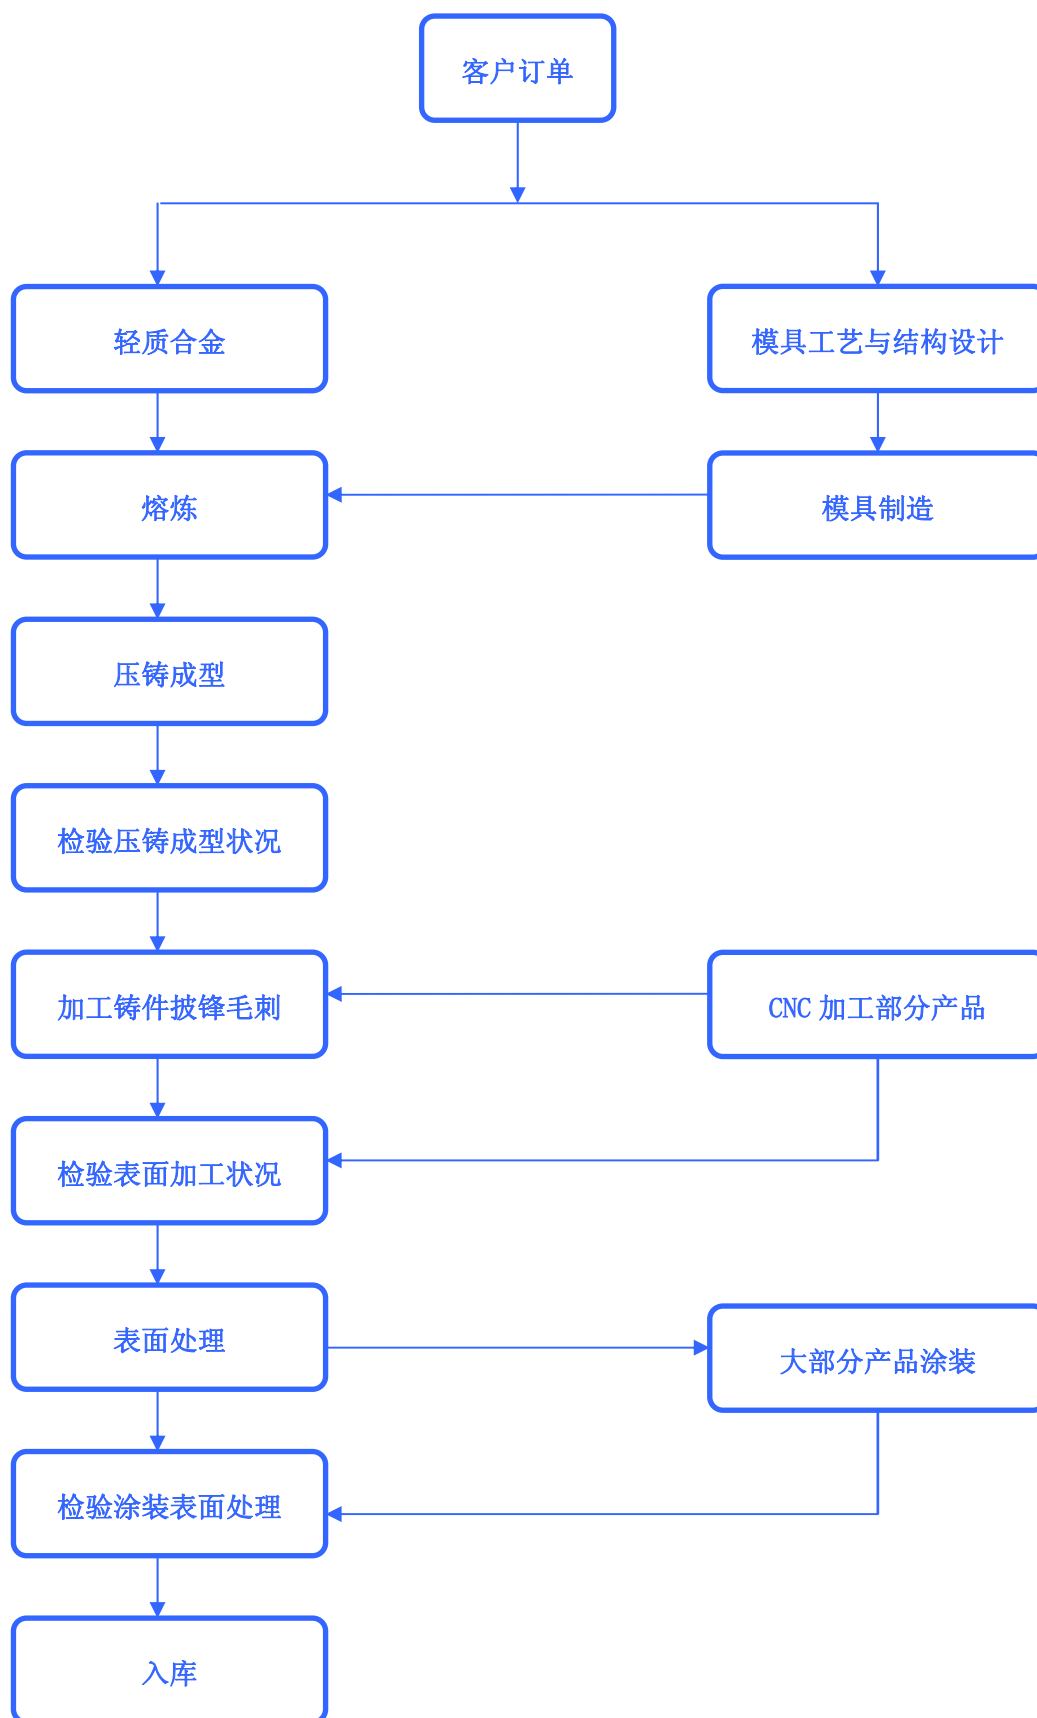 客户订单
轻质合金
模具工艺与结构设计
熔炼
模具制造
压铸成型
检验压铸成型状况
加工铸件披锋毛刺
CNC 加工部分产品
检验表面加工状况
表面处理
大部分产品涂装
检验涂装表面处理
入库